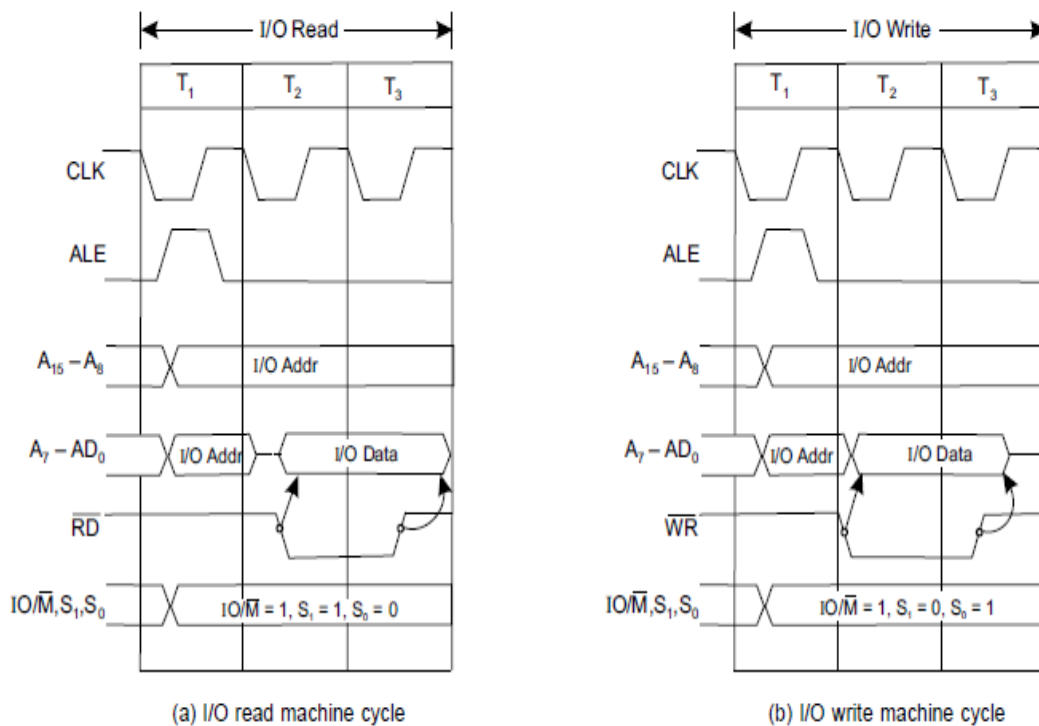 I/O Read
T₁ T₂ T₃
CLK
ALE
A₁₅ – A₈ I/O Addr
A₇ – AD₀ I/O Addr I/O Data
R̅D̅
IO/M̅, S₁, S₀ IO/M̅ = 1, S₁ = 1, S₀ = 0
(a) I/O read machine cycle
I/O Write
T₁ T₂ T₃
CLK
ALE
A₁₅ – A₈ I/O Addr
A₇ – AD₀ I/O Addr I/O Data
W̅R̅
IO/M̅, S₁, S₀ IO/M̅ = 1, S₁ = 0, S₀ = 1
(b) I/O write machine cycle